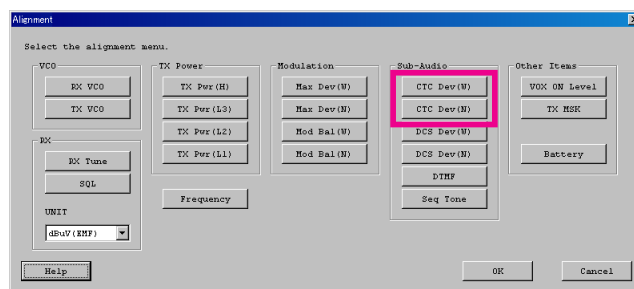 Alignment
Select the alignment menu.
VCO
RX VCO
TX VCO
RX
RX Tune
SQL
UNIT
dBuV(EMF)
TX Power
TX Pwr(H)
TX Pwr(L3)
TX Pwr(L2)
TX Pwr(L1)
Frequency
Modulation
Max Dev(W)
Max Dev(N)
Mod Bal(W)
Mod Bal(N)
Sub-Audio
CTC Dev(W)
CTC Dev(N)
DCS Dev(W)
DCS Dev(N)
DTMF
Seq Tone
Other Items
VOX ON Level
TX MSK
Battery
Help
OK
Cancel